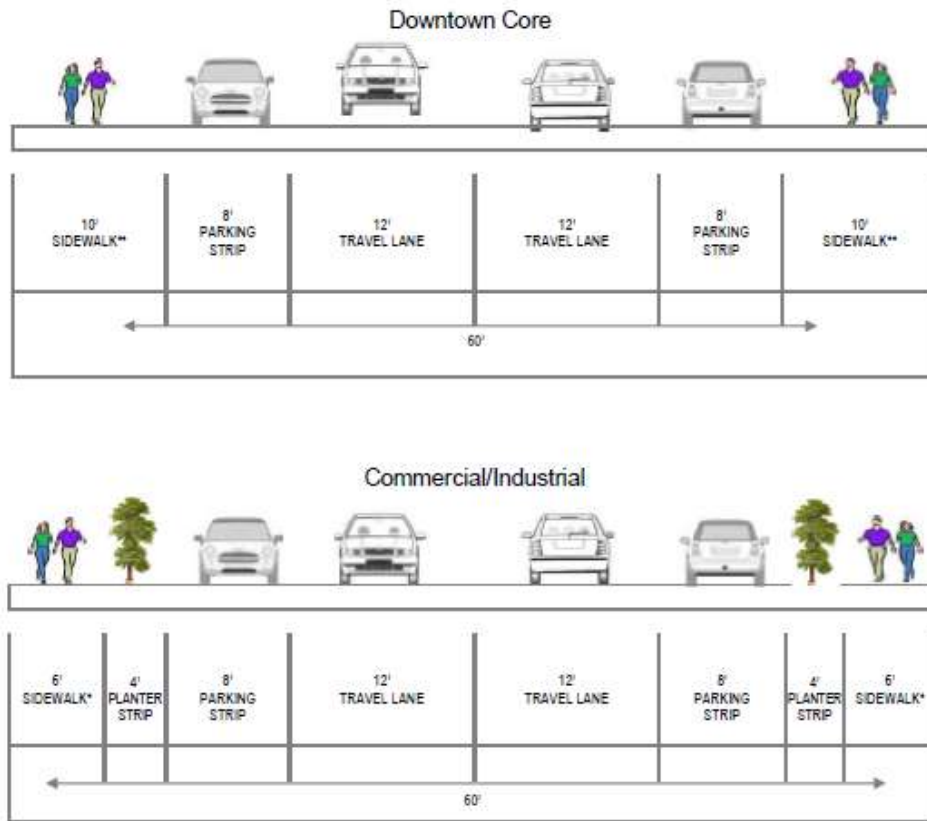 Downtown Core
10'
SIDEWALK**
8'
PARKING
STRIP
12'
TRAVEL LANE
12'
TRAVEL LANE
8'
PARKING
STRIP
10'
SIDEWALK**
60'
Commercial/Industrial
6'
SIDEWALK*
4'
PLANTER
STRIP
8'
PARKING
STRIP
12'
TRAVEL LANE
12'
TRAVEL LANE
8'
PARKING
STRIP
4'
PLANTER
STRIP
6'
SIDEWALK*
60'